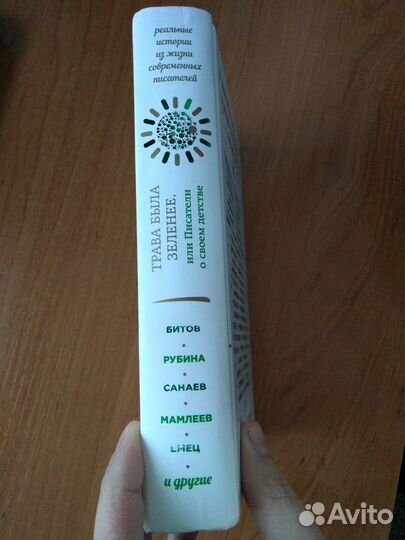 реальные
истории
из жизни
современных
писателей
ТРАВА БЫЛА
ЗЕЛЕНЕЕ,
или Писатели
о своем детстве
БИТОВ
РУБИНА
САНАЕВ
МАМЛЕЕВ
ЕМЕЦ
и другие
Avito